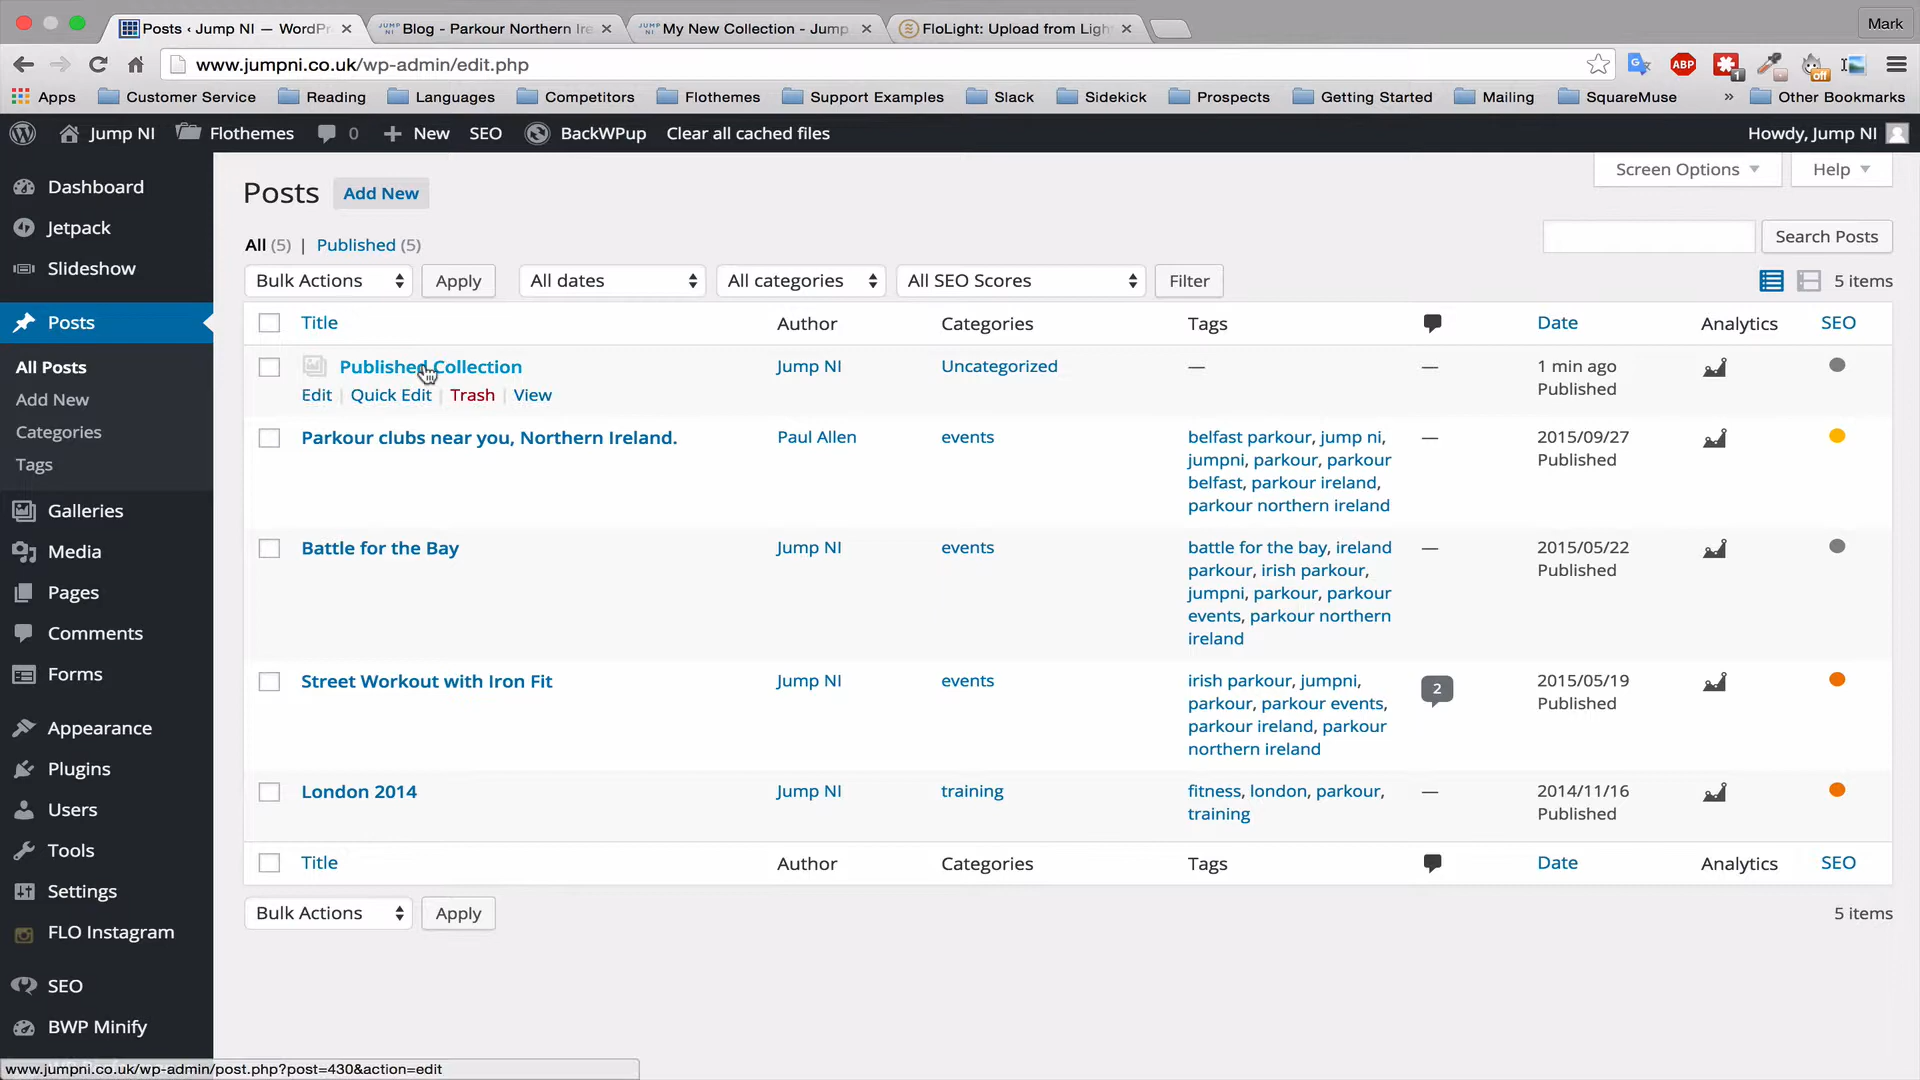 Posts ‹ Jump NI — WordPr
Blog - Parkour Northern Ire
My New Collection - Jump
FloLight: Upload from Ligh
Mark
www.jumpni.co.uk/wp-admin/edit.php
ABP
1
off
Apps
Customer Service
Reading
Languages
Competitors
Flothemes
Support Examples
Slack
Sidekick
Prospects
Getting Started
Mailing
SquareMuse
»
Other Bookmarks
Jump NI
Flothemes
0
New
SEO
BackWPup
Clear all cached files
Howdy, Jump NI
Dashboard
Jetpack
Slideshow
Posts
All Posts
Add New
Categories
Tags
Galleries
Media
Pages
Comments
Forms
Appearance
Plugins
Users
Tools
Settings
FLO Instagram
SEO
BWP Minify
Posts
Add New
Screen Options
Help
All (5) | Published (5)
Search Posts
Bulk Actions
Apply
All dates
All categories
All SEO Scores
Filter
5 items
Title
Author
Categories
Tags
Date
Analytics
SEO
Published Collection
Edit | Quick Edit | Trash | View
Jump NI
Uncategorized
—
—
1 min ago
Published
Parkour clubs near you, Northern Ireland.
Paul Allen
events
belfast parkour, jump ni,
jumpni, parkour, parkour
belfast, parkour ireland,
parkour northern ireland
—
2015/09/27
Published
Battle for the Bay
Jump NI
events
battle for the bay, ireland
parkour, irish parkour,
jumpni, parkour, parkour
events, parkour northern
ireland
—
2015/05/22
Published
Street Workout with Iron Fit
Jump NI
events
irish parkour, jumpni,
parkour, parkour events,
parkour ireland, parkour
northern ireland
2
2015/05/19
Published
London 2014
Jump NI
training
fitness, london, parkour,
training
—
2014/11/16
Published
Title
Author
Categories
Tags
Date
Analytics
SEO
Bulk Actions
Apply
5 items
www.jumpni.co.uk/wp-admin/post.php?post=430&action=edit